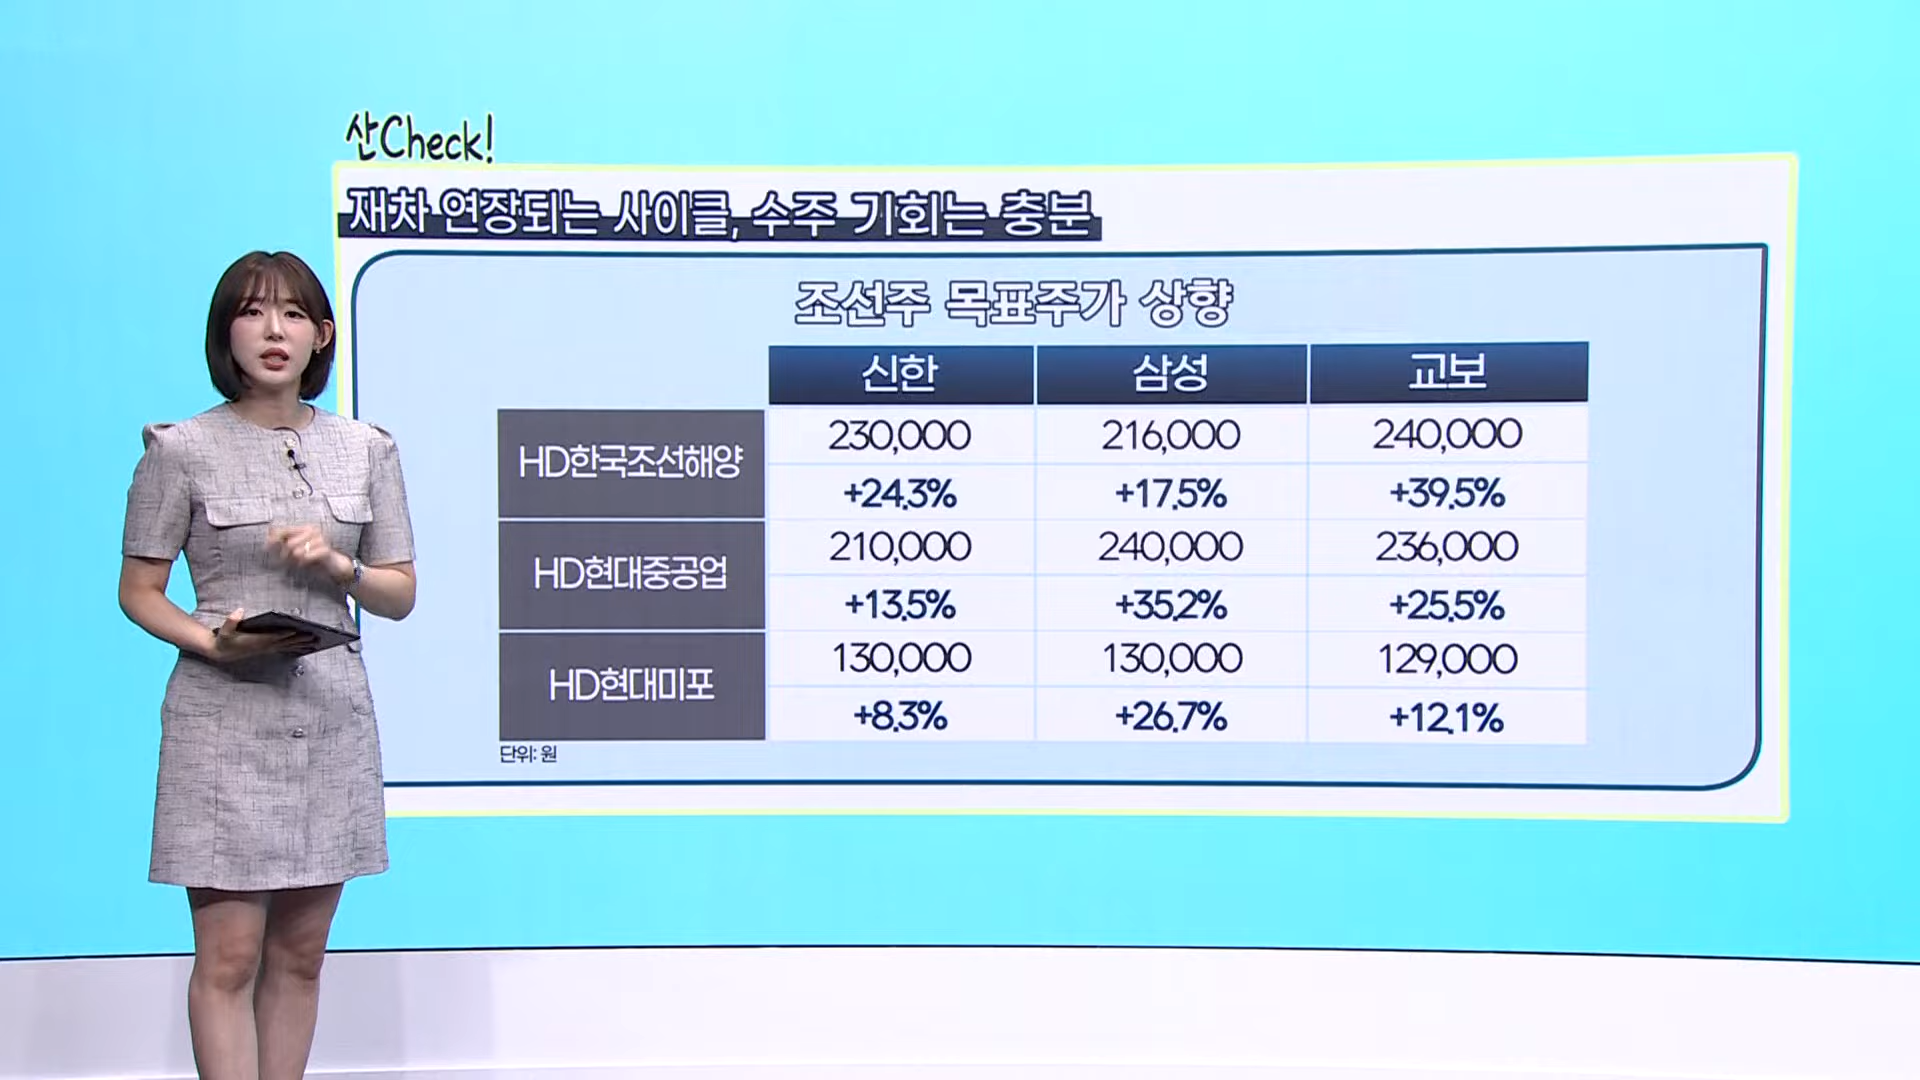 산Check!
재차 연장되는 사이클, 수주 기회는 충분
조선주 목표주가 상향
신한 삼성 교보
HD한국조선해양 230,000 216,000 240,000
+24.3% +17.5% +39.5%
HD현대중공업 210,000 240,000 236,000
+13.5% +35.2% +25.5%
HD현대미포 130,000 130,000 129,000
+8.3% +26.7% +12.1%
단위: 원